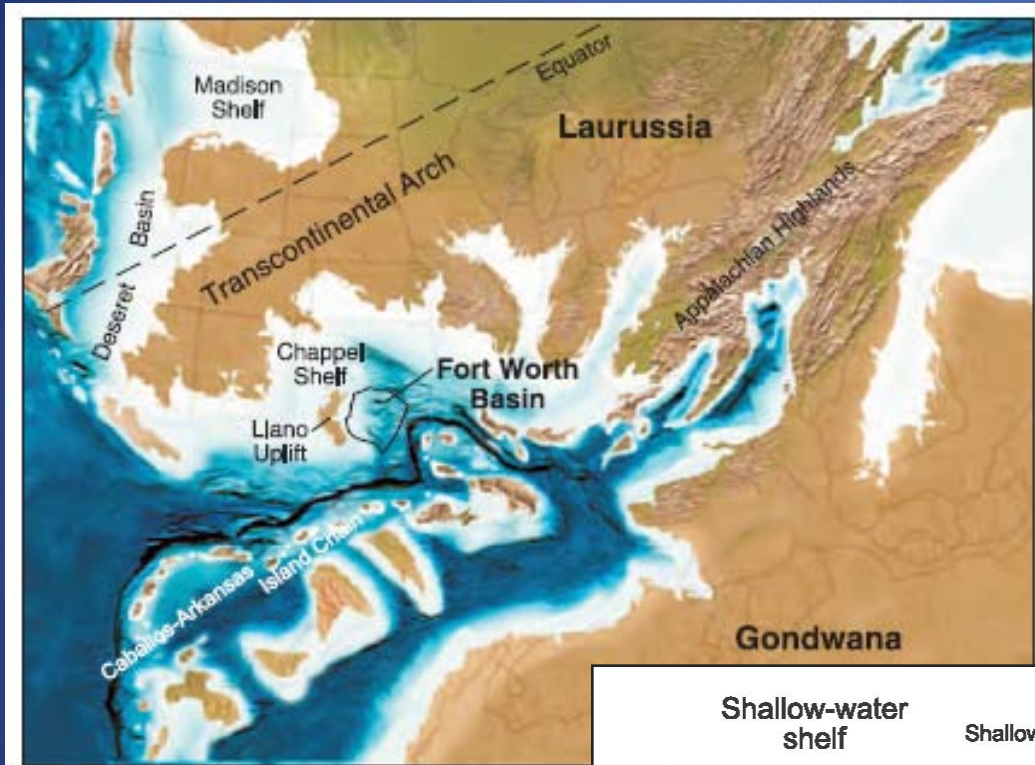 Madison
Shelf
Equator
Laurussia
Transcontinental Arch
Appalachian Highlands
Deseret Basin
Chappel
Shelf
Fort Worth
Basin
Llano
Uplift
Caballos-Arkansas Island Chain
Gondwana
Shallow-water
shelf
Shallow